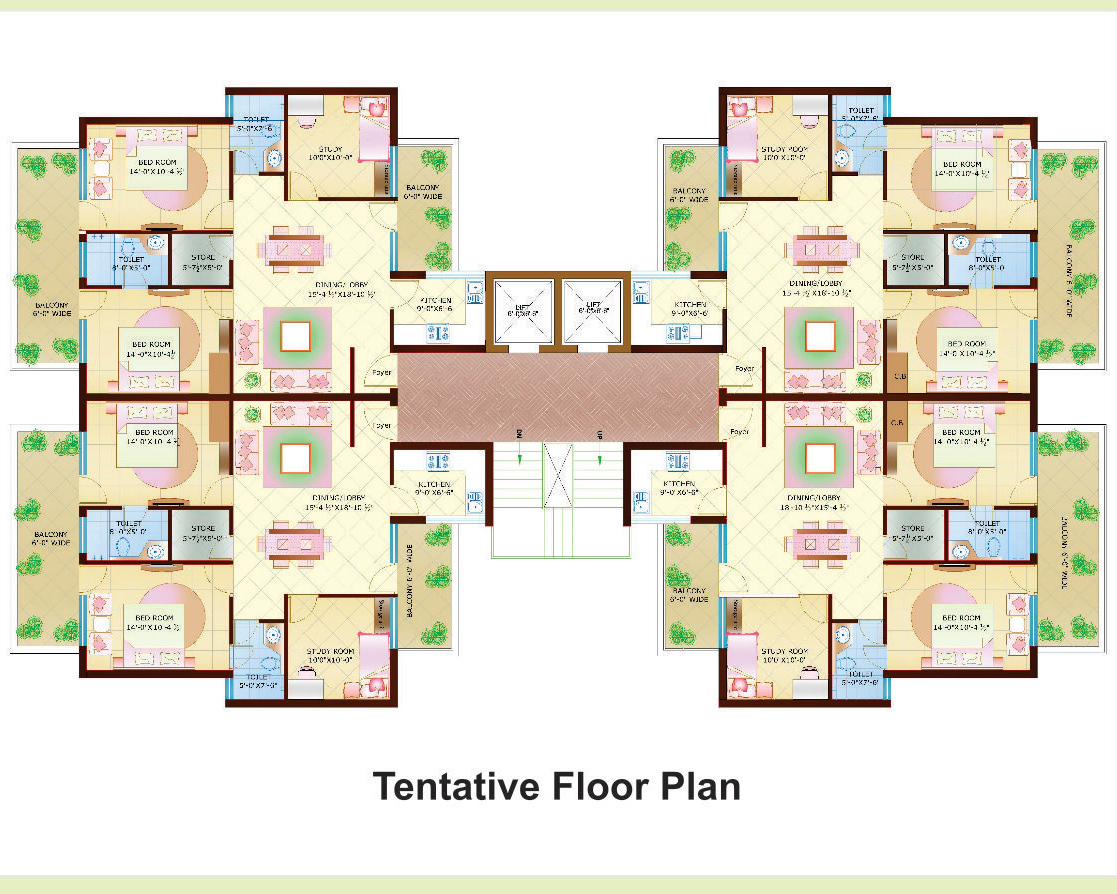 TOILET
5'-0"X7'-6"
STUDY
10'0"X10'-0"
BED ROOM
14'-0"X10'-4 ½"
BALCONY
6'-0" WIDE
TOILET
8'-0"X5'-0"
STORE
5'-7½"X5'-0"
DINING/LOBBY
15'-4 ½"X18'-10 ½"
KITCHEN
9'-0"X6'-6
BALCONY
6'-0" WIDE
BED ROOM
14'-0"X10'-4½
Foyer
LIFT
6'-0"X6'-6"
LIFT
6'-0"X6'-6"
STUDY ROOM
10'0"X10'-0"
TOILET
5'-0"X7'-6'
BED ROOM
14'-0"X10'-4 ½"
BALCONY
6'-0" WIDE
STORE
5'-7½"X5'-0"
TOILET
8'-0"X5'-0
BALCONY 6'-0" WIDE
DINING/LOBBY
15'-4 ½"X18'-10 ½"
KITCHEN
9'-0"X6'-6'
BED ROOM
14'-0"X10'-4 ½"
Foyer
C.B
BED ROOM
14'-0"X10'-4 ½
Foyer
DN
UP
Foyer
C.B
BED ROOM
14'-0"X10'-4 ½"
KITCHEN
9'-0"X6'-6"
KITCHEN
9'-0"X6'-6"
DINING/LOBBY
15'-4 ½"X18'-10 ½"
DINING/LOBBY
18'-10 ½"X15'-4 ½"
BALCONY
6'-0" WIDE
TOILET
8'-0"X5'-0"
STORE
5'-7½"X5'-0"
STORE
5'-7½"X5'-0"
TOILET
8'-0"X5'-0"
BALCONY 6'-0" WIDE
BALCONY 6'-0" WIDE
BALCONY
6'-0" WIDE
BED ROOM
14'-0"X10'-4 ½"
STUDY ROOM
10'0"X10'-0"
TOILET
5'-0"X7'-6"
STUDY ROOM
10'0"X10'-0"
TOILET
5'-0"X7'-6'
BED ROOM
14'-0"X10'-4 ½"
Tentative Floor Plan